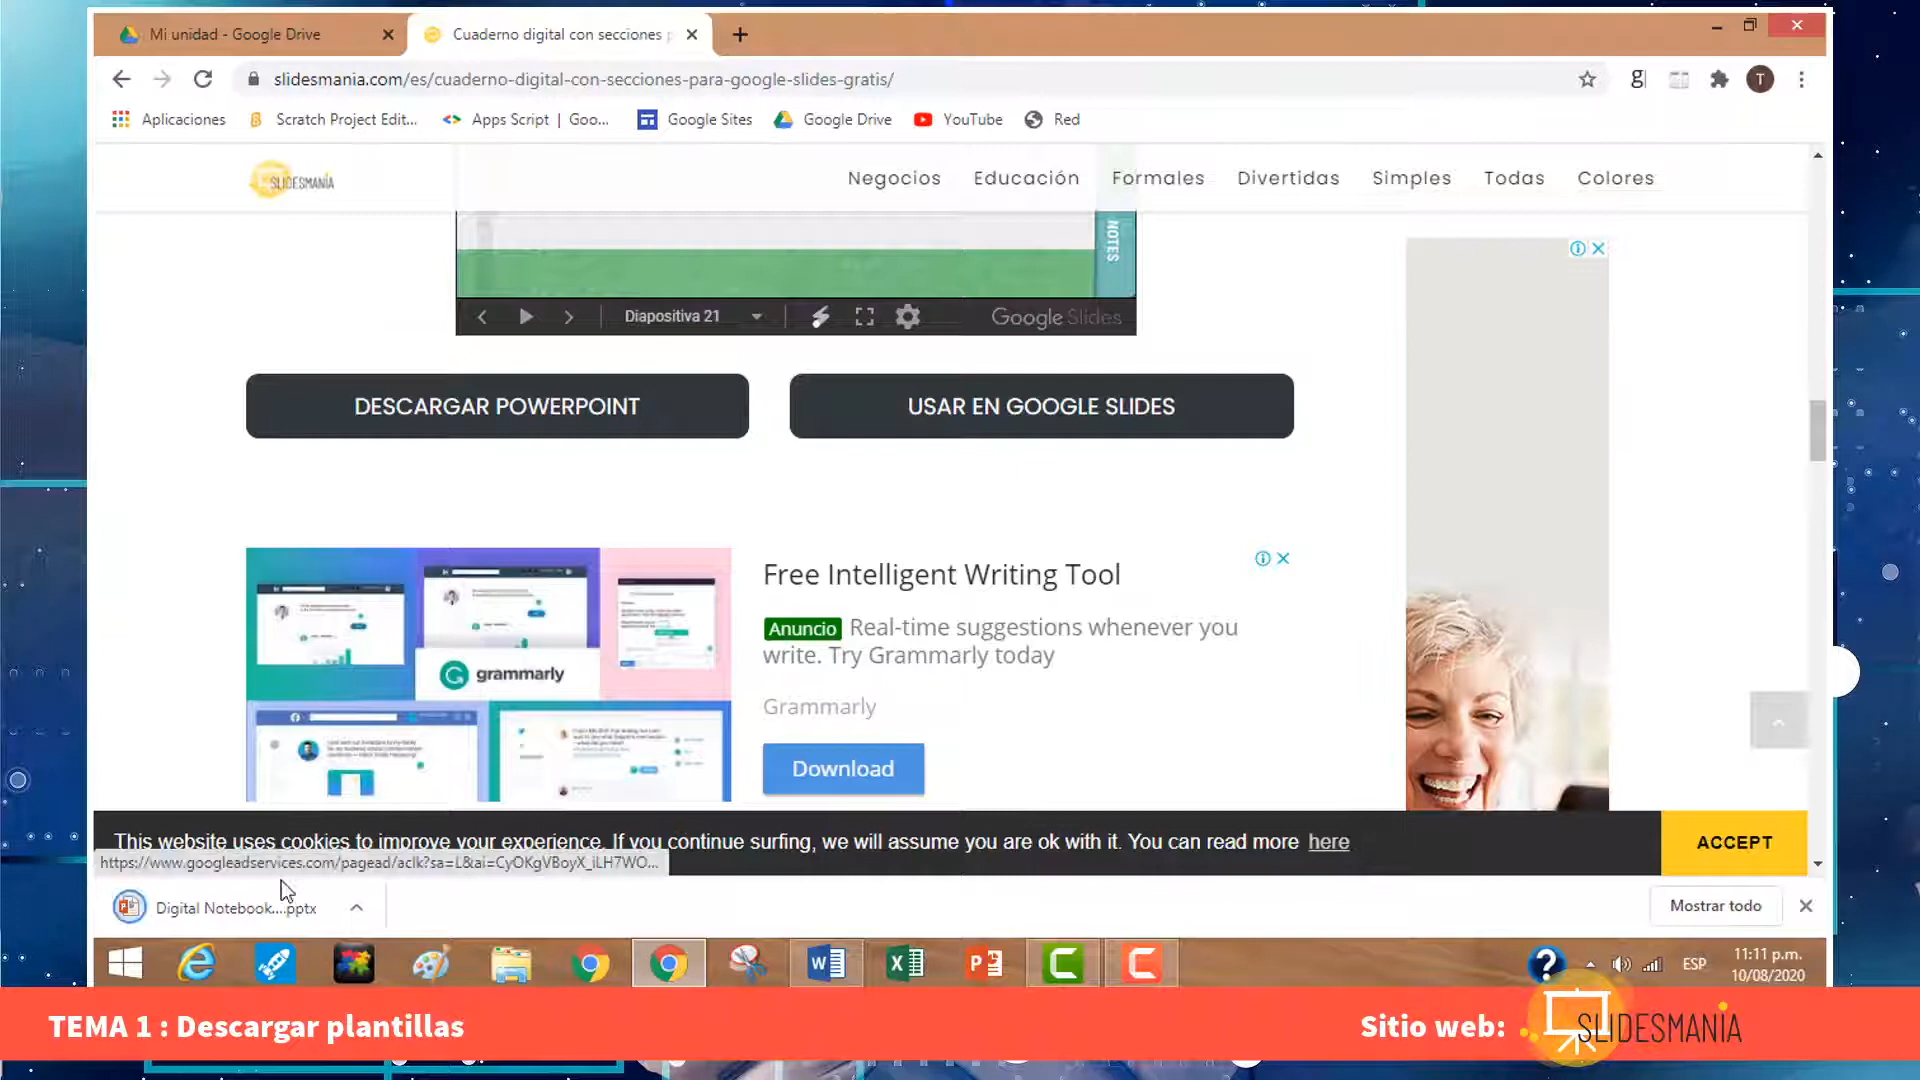 Mi unidad - Google Drive
Cuaderno digital con secciones p
slidesmania.com/es/cuaderno-digital-con-secciones-para-google-slides-gratis/
g
T
Aplicaciones
Scratch Project Edit...
Apps Script | Goo...
Google Sites
Google Drive
YouTube
Red
SLIDESMANIA
Negocios
Educación
Formales
Divertidas
Simples
Todas
Colores
NOTES
Diapositiva 21
Google Slides
DESCARGAR POWERPOINT
USAR EN GOOGLE SLIDES
grammarly
Free Intelligent Writing Tool
Anuncio Real-time suggestions whenever you
write. Try Grammarly today
Grammarly
Download
This website uses cookies to improve your experience. If you continue surfing, we will assume you are ok with it. You can read more here
ACCEPT
https://www.googleadservices.com/pagead/aclk?sa=L&ai=CyOKgVBoyX_iLH7WO...
Digital Notebook....pptx
Mostrar todo
ESP
11:11 p.m.
10/08/2020
TEMA 1 : Descargar plantillas
Sitio web:
SLIDESMANIA